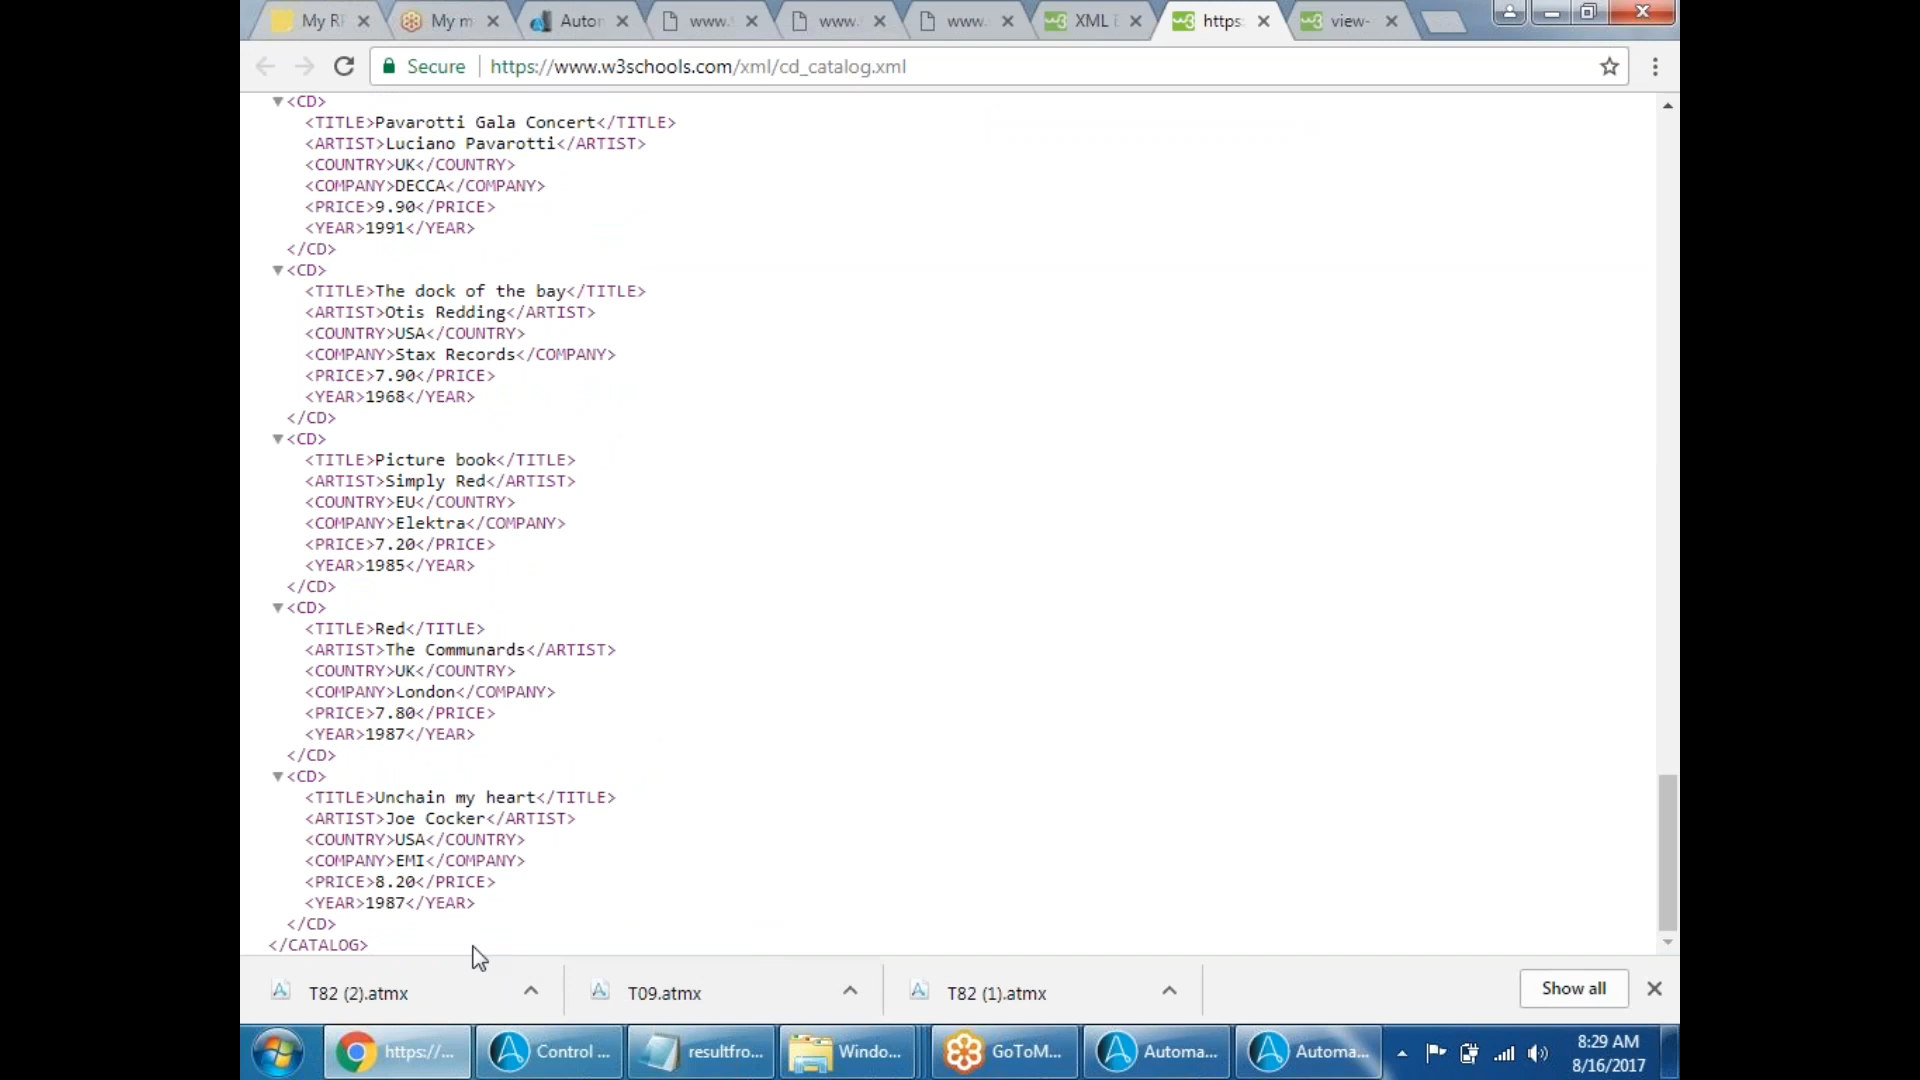 My RP
My m
Autor
www.
www.
www.
XML E
https:
view-
Secure
https://www.w3schools.com/xml/cd_catalog.xml
▼<CD>
<TITLE>Pavarotti Gala Concert</TITLE>
<ARTIST>Luciano Pavarotti</ARTIST>
<COUNTRY>UK</COUNTRY>
<COMPANY>DECCA</COMPANY>
<PRICE>9.90</PRICE>
<YEAR>1991</YEAR>
</CD>
▼<CD>
<TITLE>The dock of the bay</TITLE>
<ARTIST>Otis Redding</ARTIST>
<COUNTRY>USA</COUNTRY>
<COMPANY>Stax Records</COMPANY>
<PRICE>7.90</PRICE>
<YEAR>1968</YEAR>
</CD>
▼<CD>
<TITLE>Picture book</TITLE>
<ARTIST>Simply Red</ARTIST>
<COUNTRY>EU</COUNTRY>
<COMPANY>Elektra</COMPANY>
<PRICE>7.20</PRICE>
<YEAR>1985</YEAR>
</CD>
▼<CD>
<TITLE>Red</TITLE>
<ARTIST>The Communards</ARTIST>
<COUNTRY>UK</COUNTRY>
<COMPANY>London</COMPANY>
<PRICE>7.80</PRICE>
<YEAR>1987</YEAR>
</CD>
▼<CD>
<TITLE>Unchain my heart</TITLE>
<ARTIST>Joe Cocker</ARTIST>
<COUNTRY>USA</COUNTRY>
<COMPANY>EMI</COMPANY>
<PRICE>8.20</PRICE>
<YEAR>1987</YEAR>
</CD>
</CATALOG>
T82 (2).atmx
T09.atmx
T82 (1).atmx
Show all
https://...
Control ...
resultfro...
Windo...
GoToM...
Automa...
Automa...
8:29 AM
8/16/2017